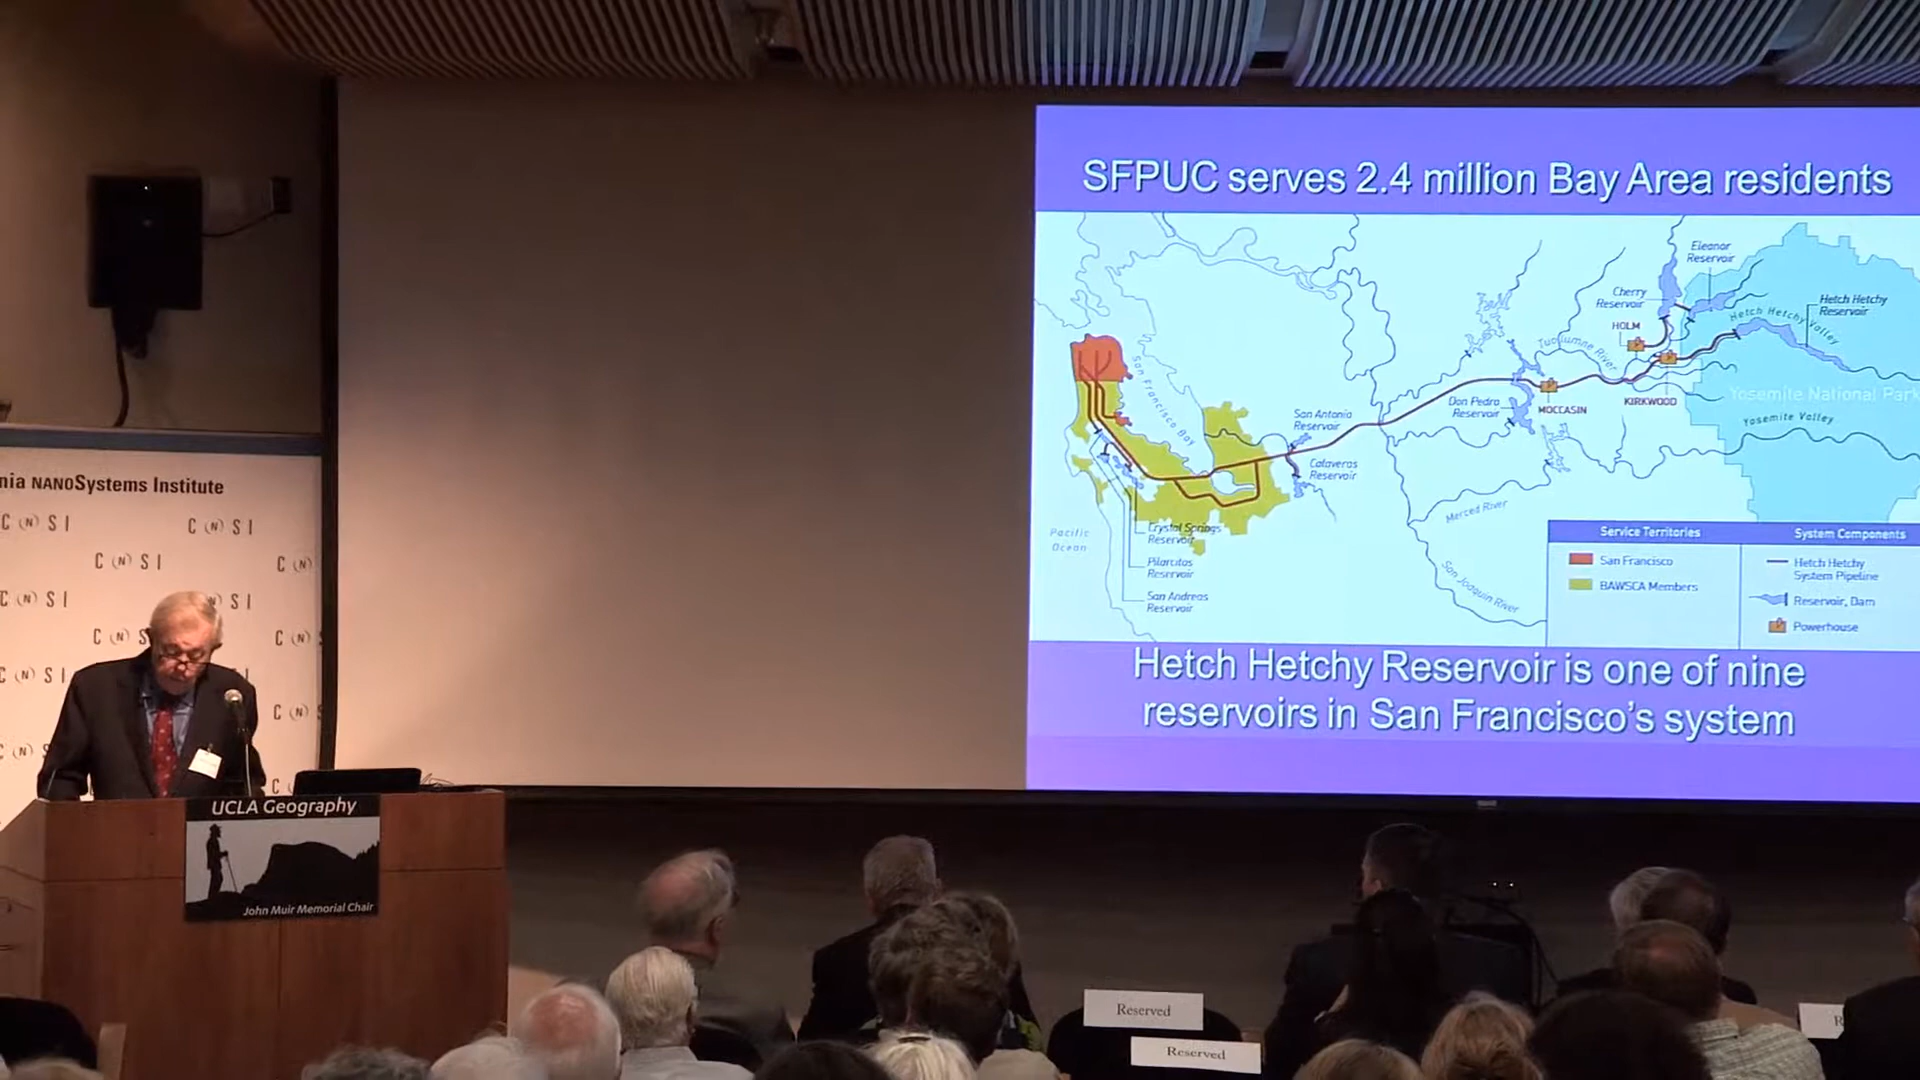 SFPUC serves 2.4 million Bay Area residents
Eleanor
Reservoir
Cherry
Reservoir
Hetch Hetchy
Reservoir
Hetch Hetchy Valley
HOLM
Tuolumne River
San Francisco Bay
Yosemite National Park
KIRKWOOD
Don Pedro
Reservoir
MOCCASIN
San Antonio
Reservoir
Yosemite Valley
Calaveras
Reservoir
Merced River
Crystal Springs
Reservoir
Pacific
Ocean
Pilarcitos
Reservoir
San Andreas
Reservoir
San Joaquin River
Service Territories
San Francisco
BAWSCA Members
System Components
Hetch Hetchy
System Pipeline
Reservoir, Dam
Powerhouse
Hetch Hetchy Reservoir is one of nine
reservoirs in San Francisco's system
nia NANOSystems Institute
C (N) S I
C (N) S I
C (N) S I
C (N)
C (N) S I
S I
C (N) S
C (N)
C (N) S I
C (N)
UCLA Geography
John Muir Memorial Chair
Reserved
Reserved